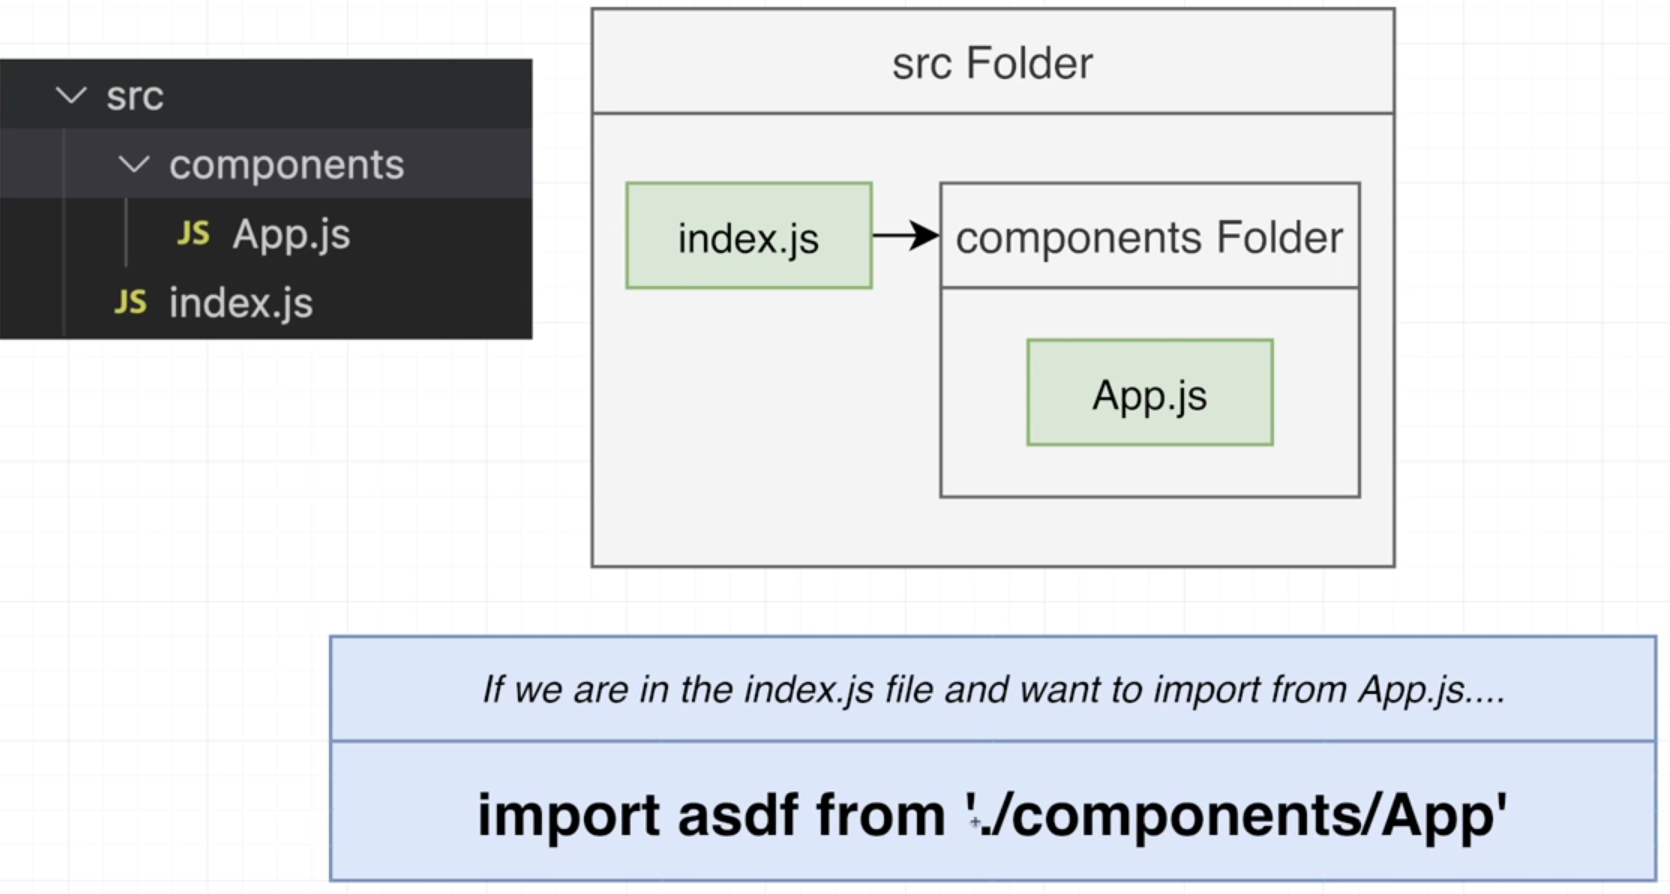 src
components
JS App.js
JS index.js
src Folder
index.js
components Folder
App.js
If we are in the index.js file and want to import from App.js....
import asdf from './components/App'